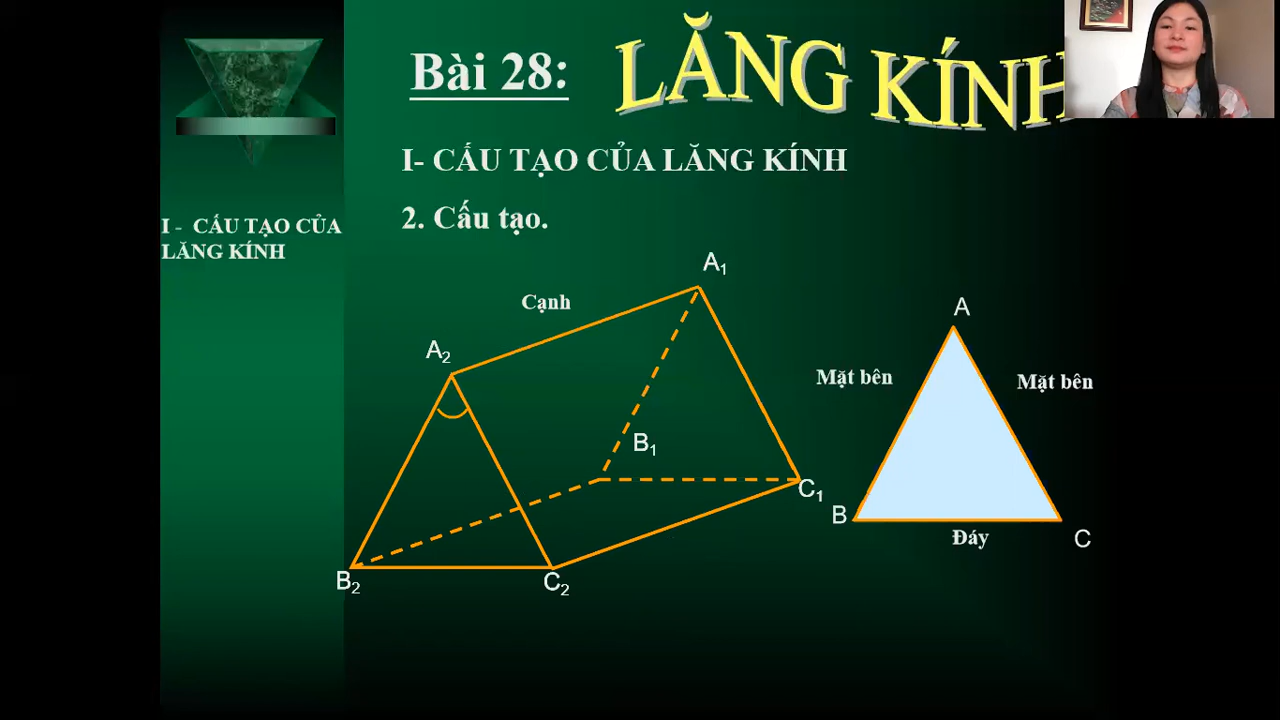 Bài 28:
LĂNG KÍNH
I- CẤU TẠO CỦA LĂNG KÍNH
2. Cấu tạo.
I - CẤU TẠO CỦA
LĂNG KÍNH
A₁
Cạnh
A₂
B₁
C₁
B₂
C₂
A
Mặt bên
Mặt bên
B
Đáy
C